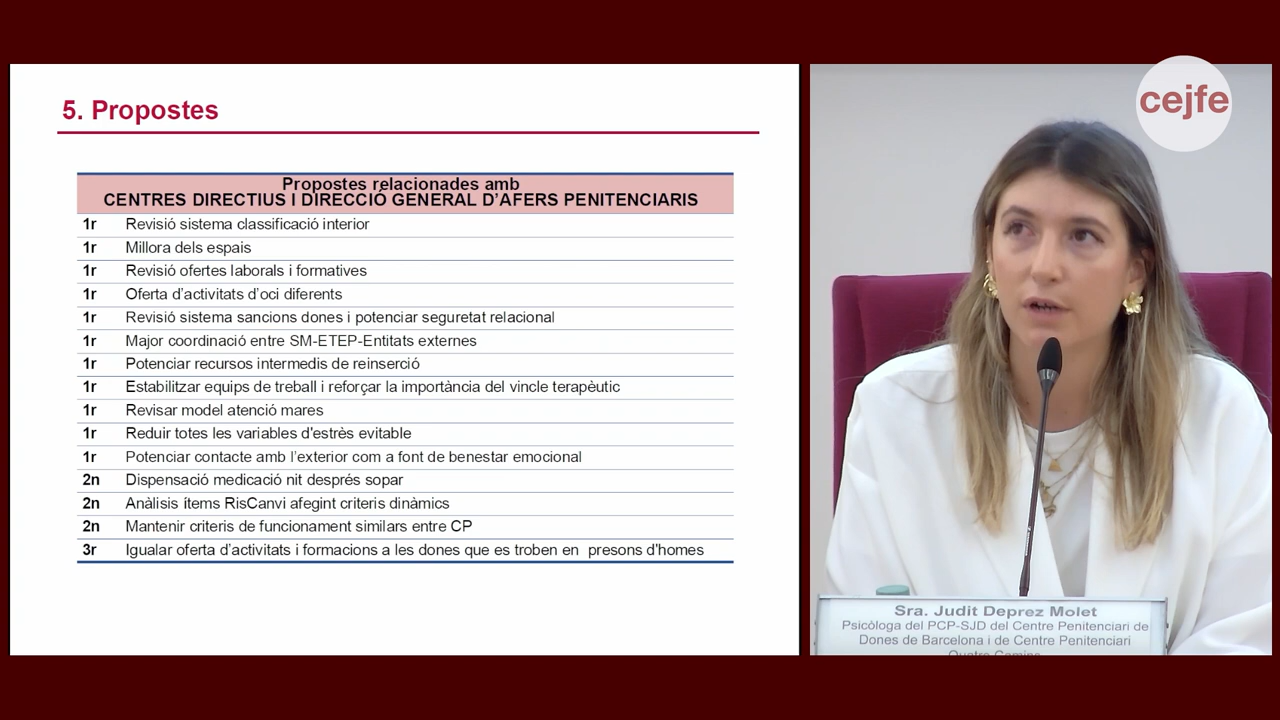 5. Propostes
Propostes relacionades amb
CENTRES DIRECTIUS I DIRECCIÓ GENERAL D'AFERS PENITENCIARIS
1r Revisió sistema classificació interior
1r Millora dels espais
1r Revisió ofertes laborals i formatives
1r Oferta d'activitats d'oci diferents
1r Revisió sistema sancions dones i potenciar seguretat relacional
1r Major coordinació entre SM-ETEP-Entitats externes
1r Potenciar recursos intermedis de reinserció
1r Estabilitzar equips de treball i reforçar la importància del vincle terapèutic
1r Revisar model atenció mares
1r Reduir totes les variables d'estrès evitable
1r Potenciar contacte amb l'exterior com a font de benestar emocional
2n Dispensació medicació nit després sopar
2n Anàlisis ítems RisCanvi afegint criteris dinàmics
2n Mantenir criteris de funcionament similars entre CP
3r Igualar oferta d'activitats i formacions a les dones que es troben en presons d'homes
cejfe
Sra. Judit Deprez Molet
Psicòloga del PCP-SJD del Centre Penitenciari de
Dones de Barcelona i de Centre Penitenciari
Quatre Camins